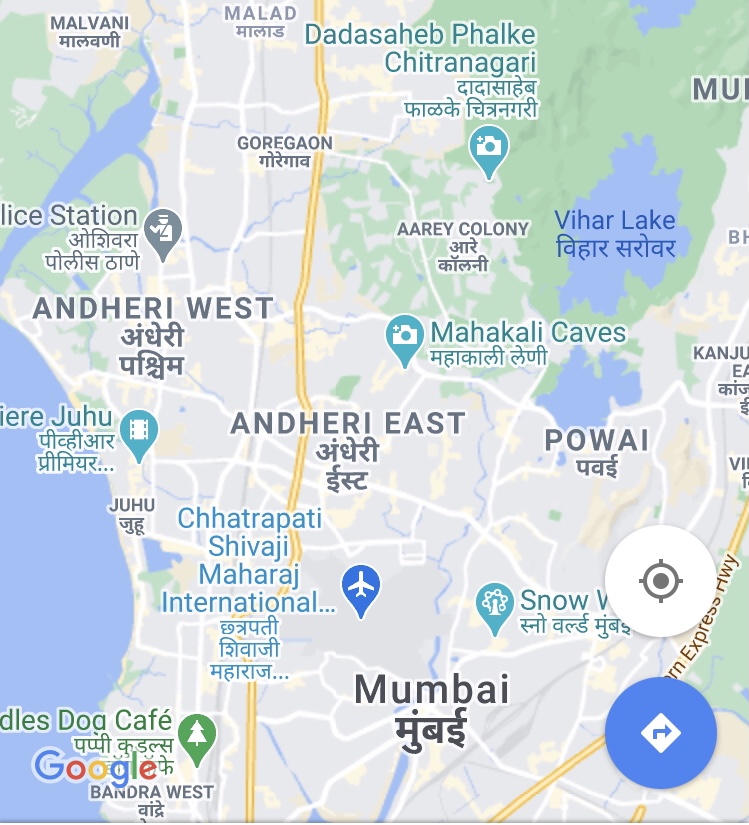 MALVANI
मालवणी
MALAD
मालाड
Dadasaheb Phalke
Chitranagari
दादासाहेब
फाळके चित्रनगरी
MUI
GOREGAON
गोरेगाव
lice Station
ओशिवरा
पोलीस ठाणे
AAREY COLONY
आरे
कॉलनी
Vihar Lake
विहार सरोवर
BH
ANDHERI WEST
अंधेरी
पश्चिम
Mahakali Caves
महाकाली लेणी
KANJU
EA
कांज
iere Juhu
पीव्हीआर
प्रीमियर...
ANDHERI EAST
अंधेरी
ईस्ट
POWAI
पवई
VI
JUHU
जुहू
Chhatrapati
Shivaji
Maharaj
International...
छत्रपती
शिवाजी
महाराज...
Snow W
स्नो वर्ल्ड मुंबई
ern Express Hwy
Mumbai
मुंबई
dles Dog Café
पप्पी कडल्स
Google
BANDRA WEST
वांद्रे